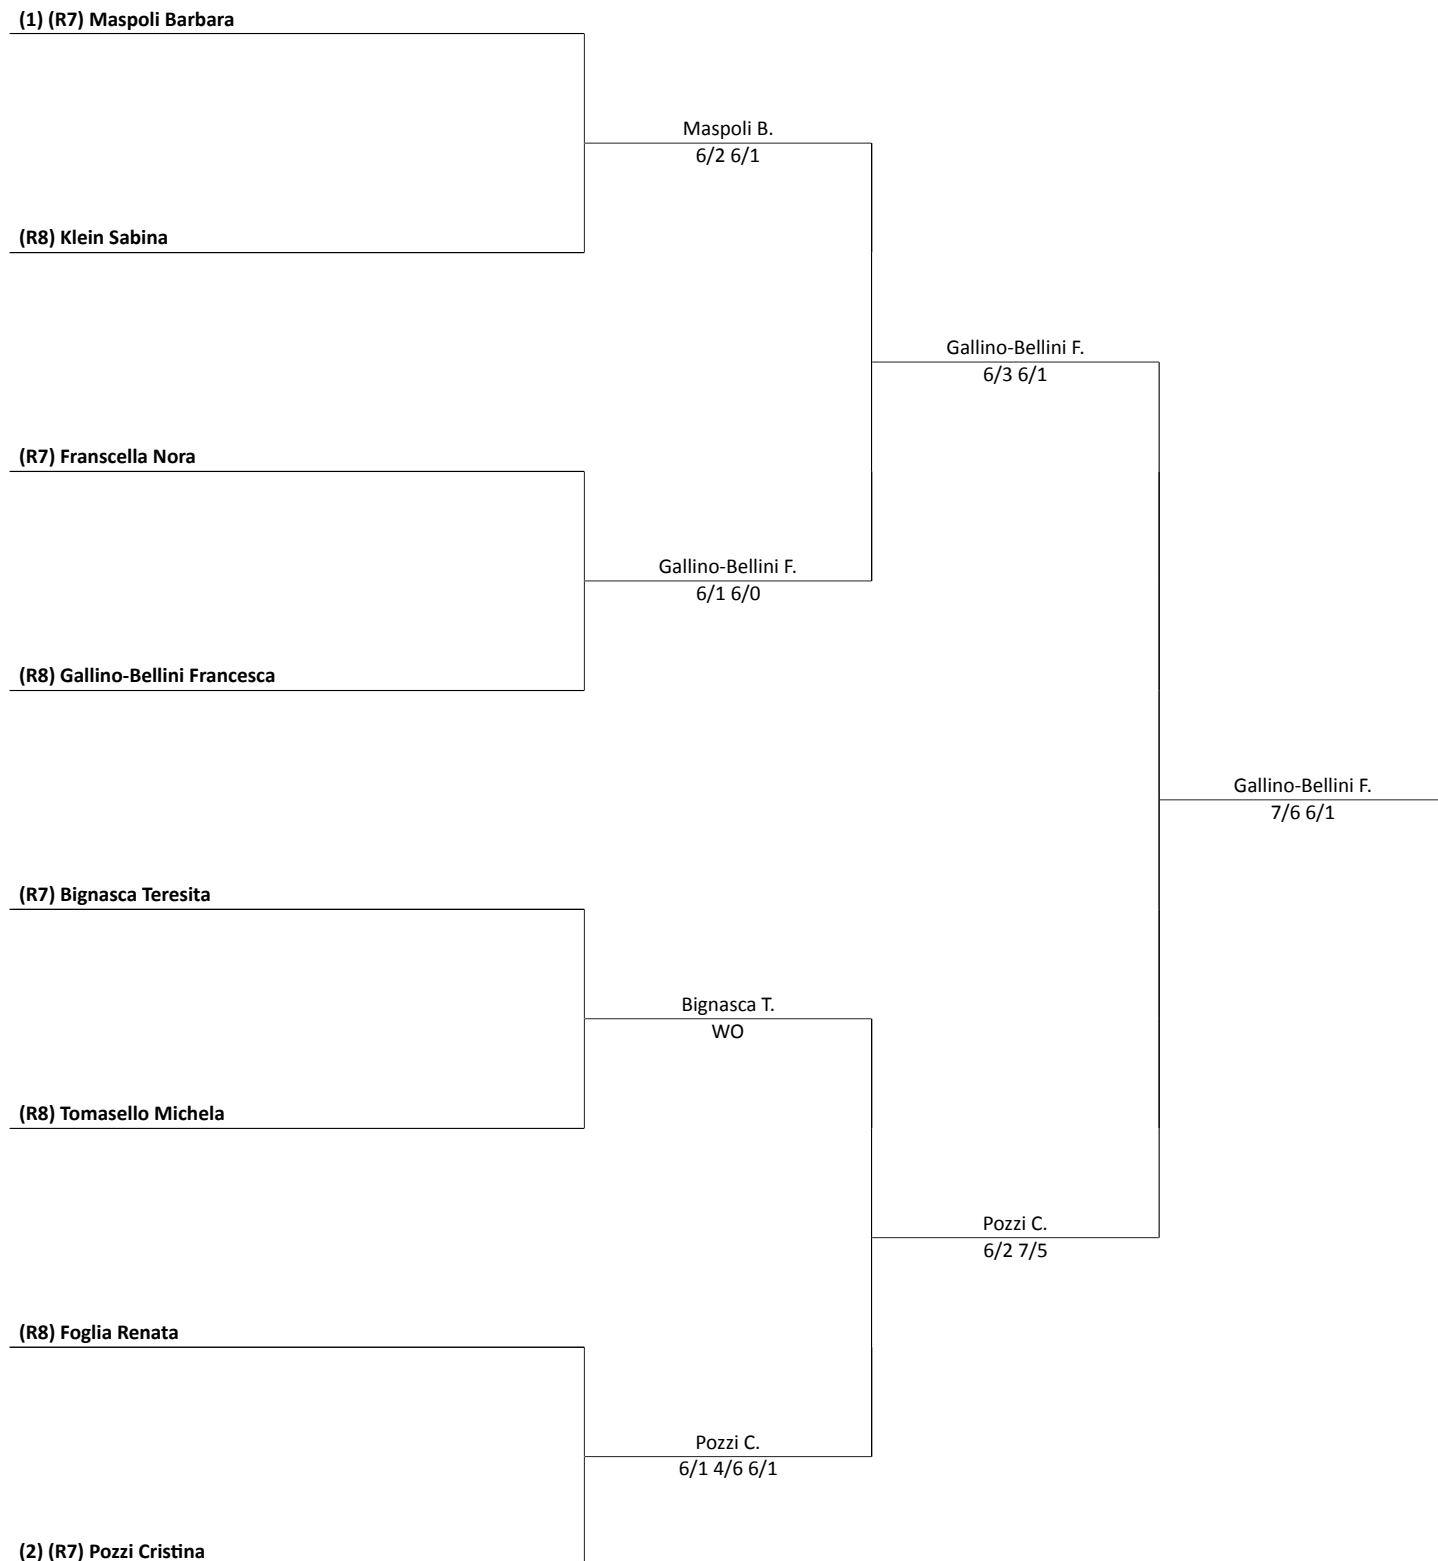 (1) (R7) Maspoli Barbara
Maspoli B.
6/2 6/1
(R8) Klein Sabina
Gallino-Bellini F.
6/3 6/1
(R7) Franscella Nora
Gallino-Bellini F.
6/1 6/0
(R8) Gallino-Bellini Francesca
Gallino-Bellini F.
7/6 6/1
(R7) Bignasca Teresita
Bignasca T.
WO
(R8) Tomasello Michela
Pozzi C.
6/2 7/5
(R8) Foglia Renata
Pozzi C.
6/1 4/6 6/1
(2) (R7) Pozzi Cristina